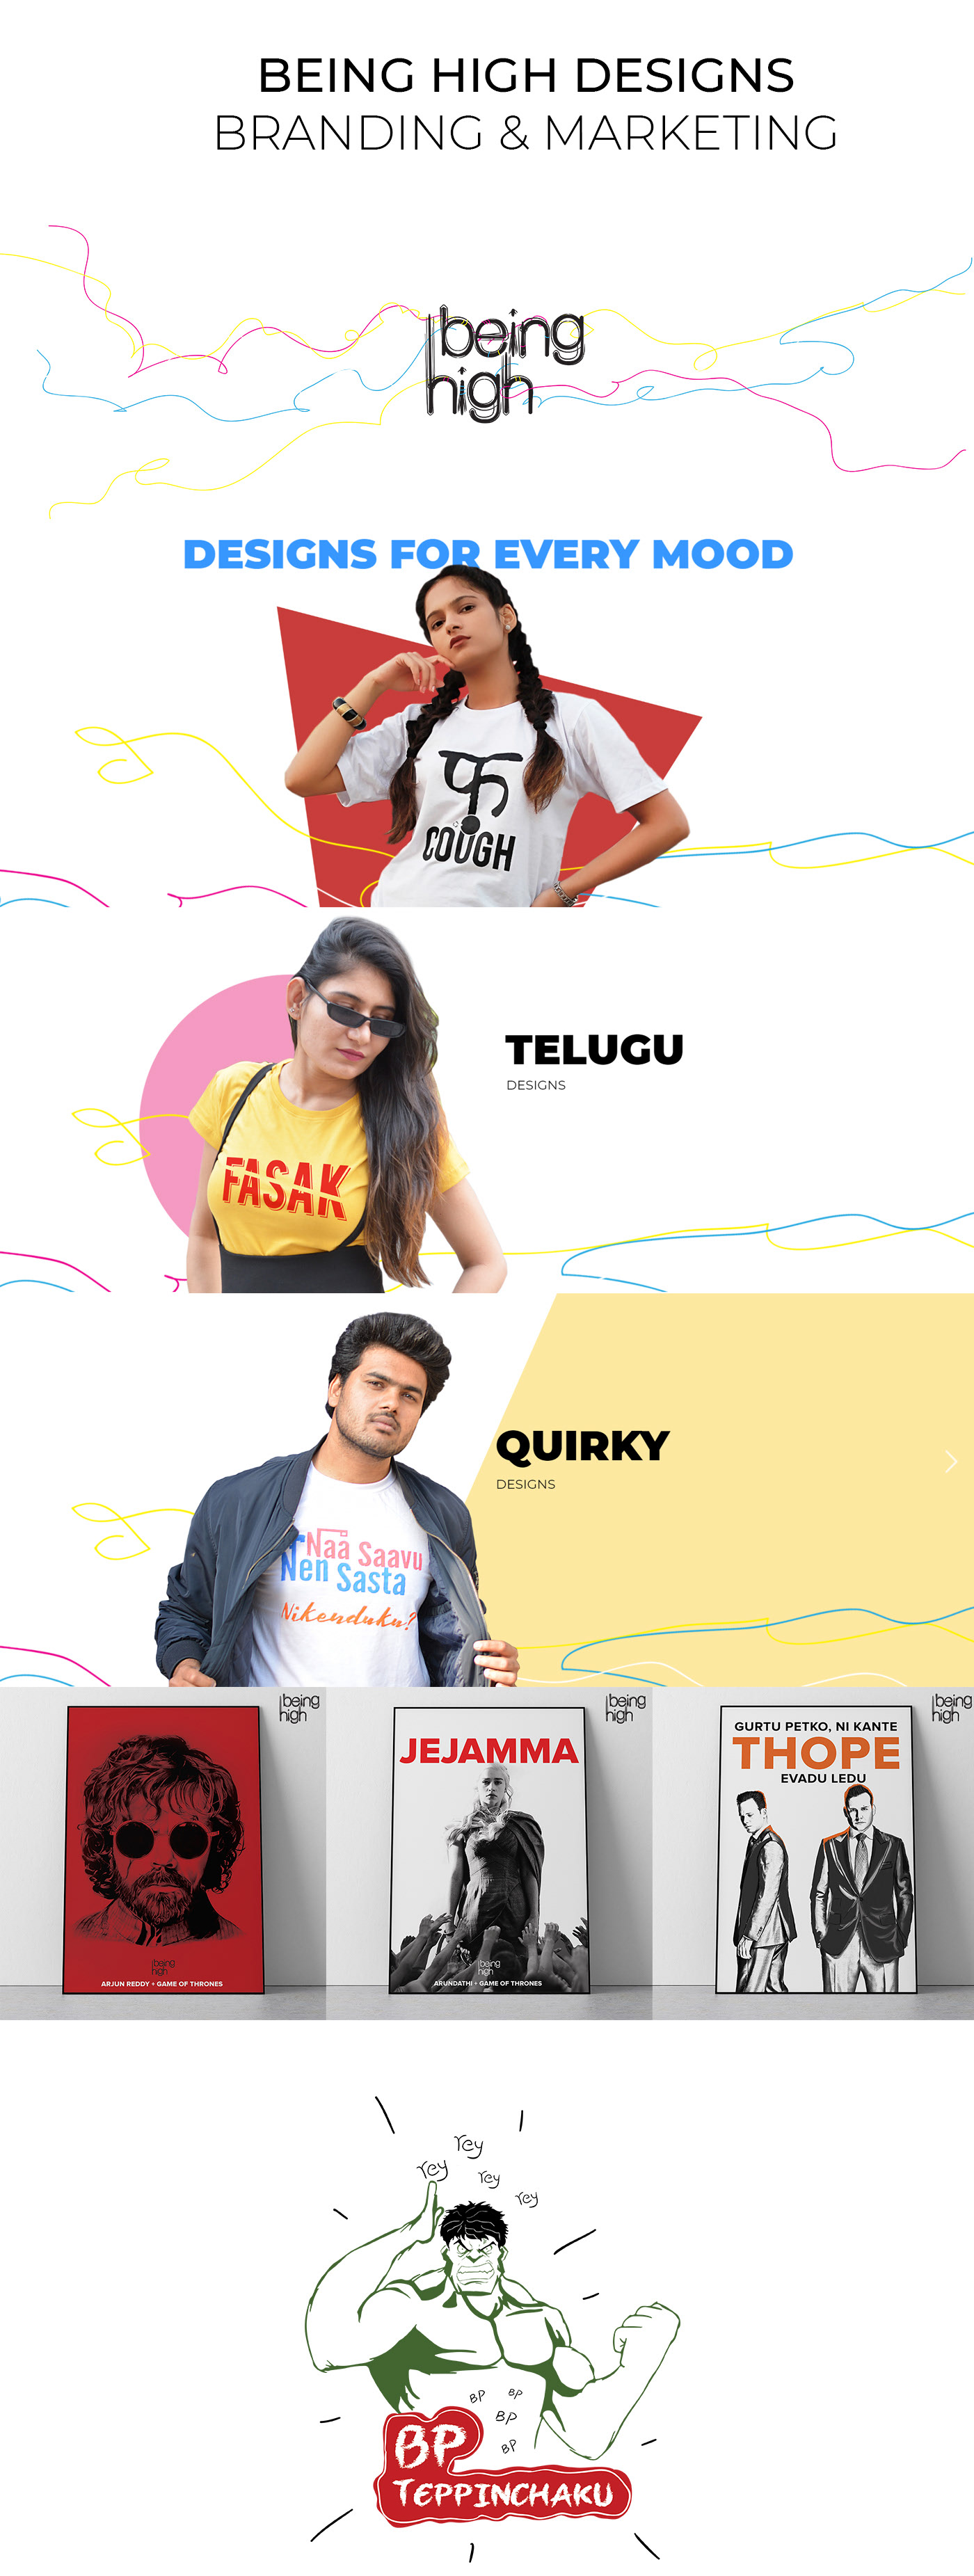 BEING HIGH DESIGNS
BRANDING & MARKETING
being
high
DESIGNS FOR EVERY MOOD
फ
COUGH
TELUGU
DESIGNS
FASAK
QUIRKY
DESIGNS
Naa Saavu
Nen Sasta
Nikenduku?
being
high
being
high
ARJUN REDDY + GAME OF THRONES
being
high
JEJAMMA
being
high
ARUNDATHI + GAME OF THRONES
being
high
GURTU PETKO, NI KANTE
THOPE
EVADU LEDU
rey
rey
rey
rey
BP
BP
BP
BP
BP
TEPPINCHAKU